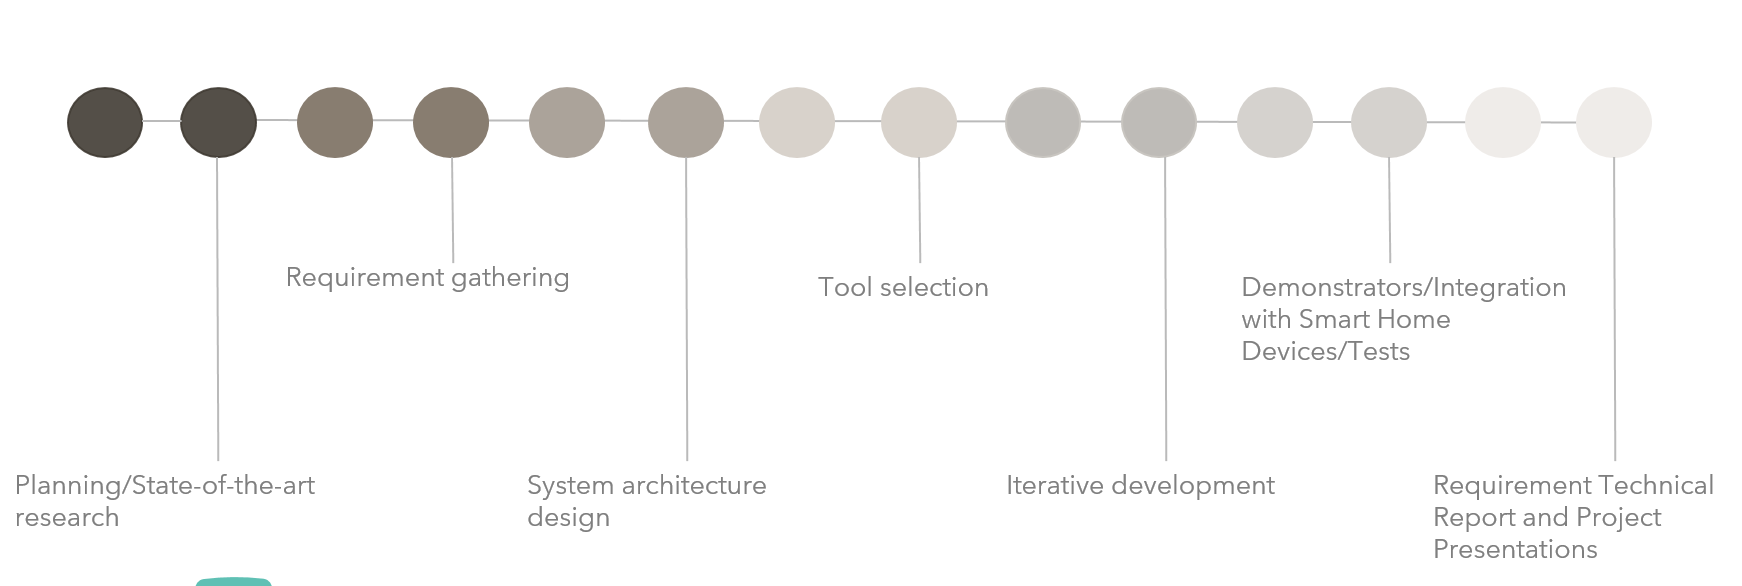 Requirement gathering
Tool selection
Demonstrators/Integration
with Smart Home
Devices/Tests
Planning/State-of-the-art
research
System architecture
design
Iterative development
Requirement Technical
Report and Project
Presentations